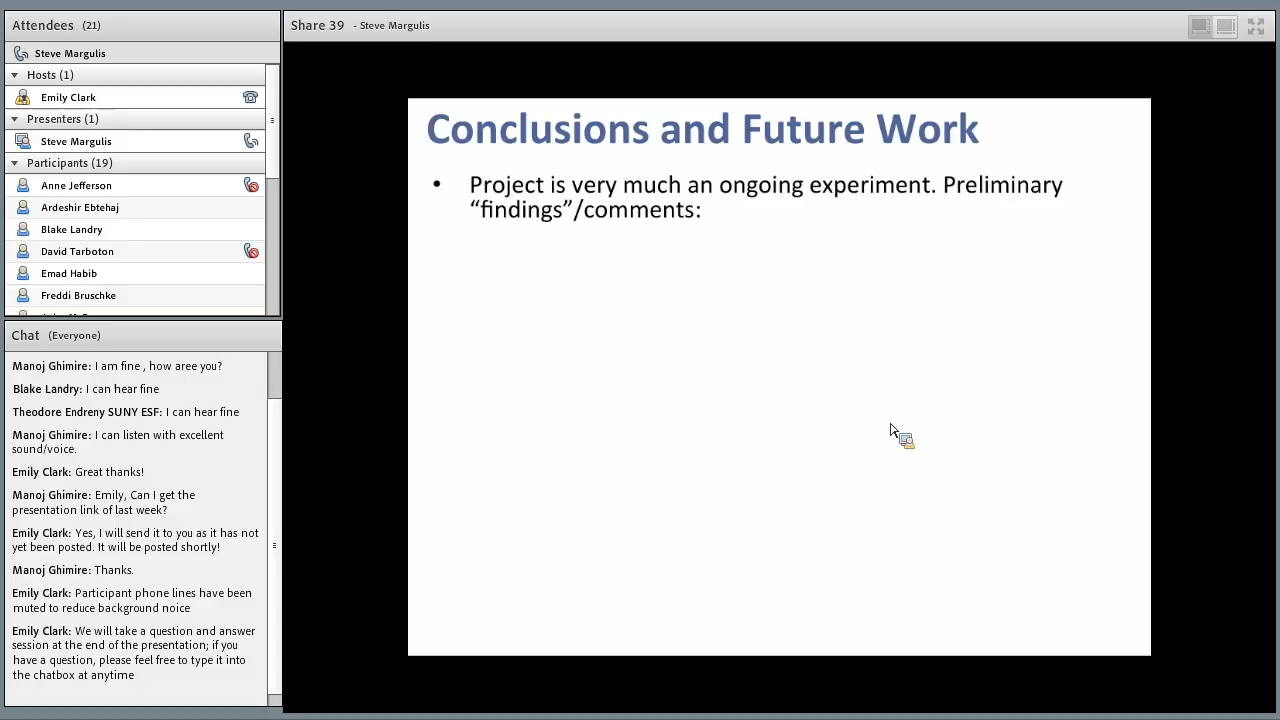 Attendees (21)
Steve Margulis
Hosts (1)
Emily Clark
Presenters (1)
Steve Margulis
Participants (19)
Anne Jefferson
Ardeshir Ebtehaj
Blake Landry
David Tarboton
Emad Habib
Freddi Bruschke
Chat (Everyone)
Manoj Ghimire: I am fine , how aree you?
Blake Landry: I can hear fine
Theodore Endreny SUNY ESF: I can hear fine
Manoj Ghimire: I can listen with excellent
sound/voice.
Emily Clark: Great thanks!
Manoj Ghimire: Emily, Can I get the
presentation link of last week?
Emily Clark: Yes, I will send it to you as it has not
yet been posted. It will be posted shortly!
Manoj Ghimire: Thanks.
Emily Clark: Participant phone lines have been
muted to reduce background noice
Emily Clark: We will take a question and answer
session at the end of the presentation; if you
have a question, please feel free to type it into
the chatbox at anytime
Share 39 - Steve Margulis
Conclusions and Future Work
• Project is very much an ongoing experiment. Preliminary
“findings”/comments: